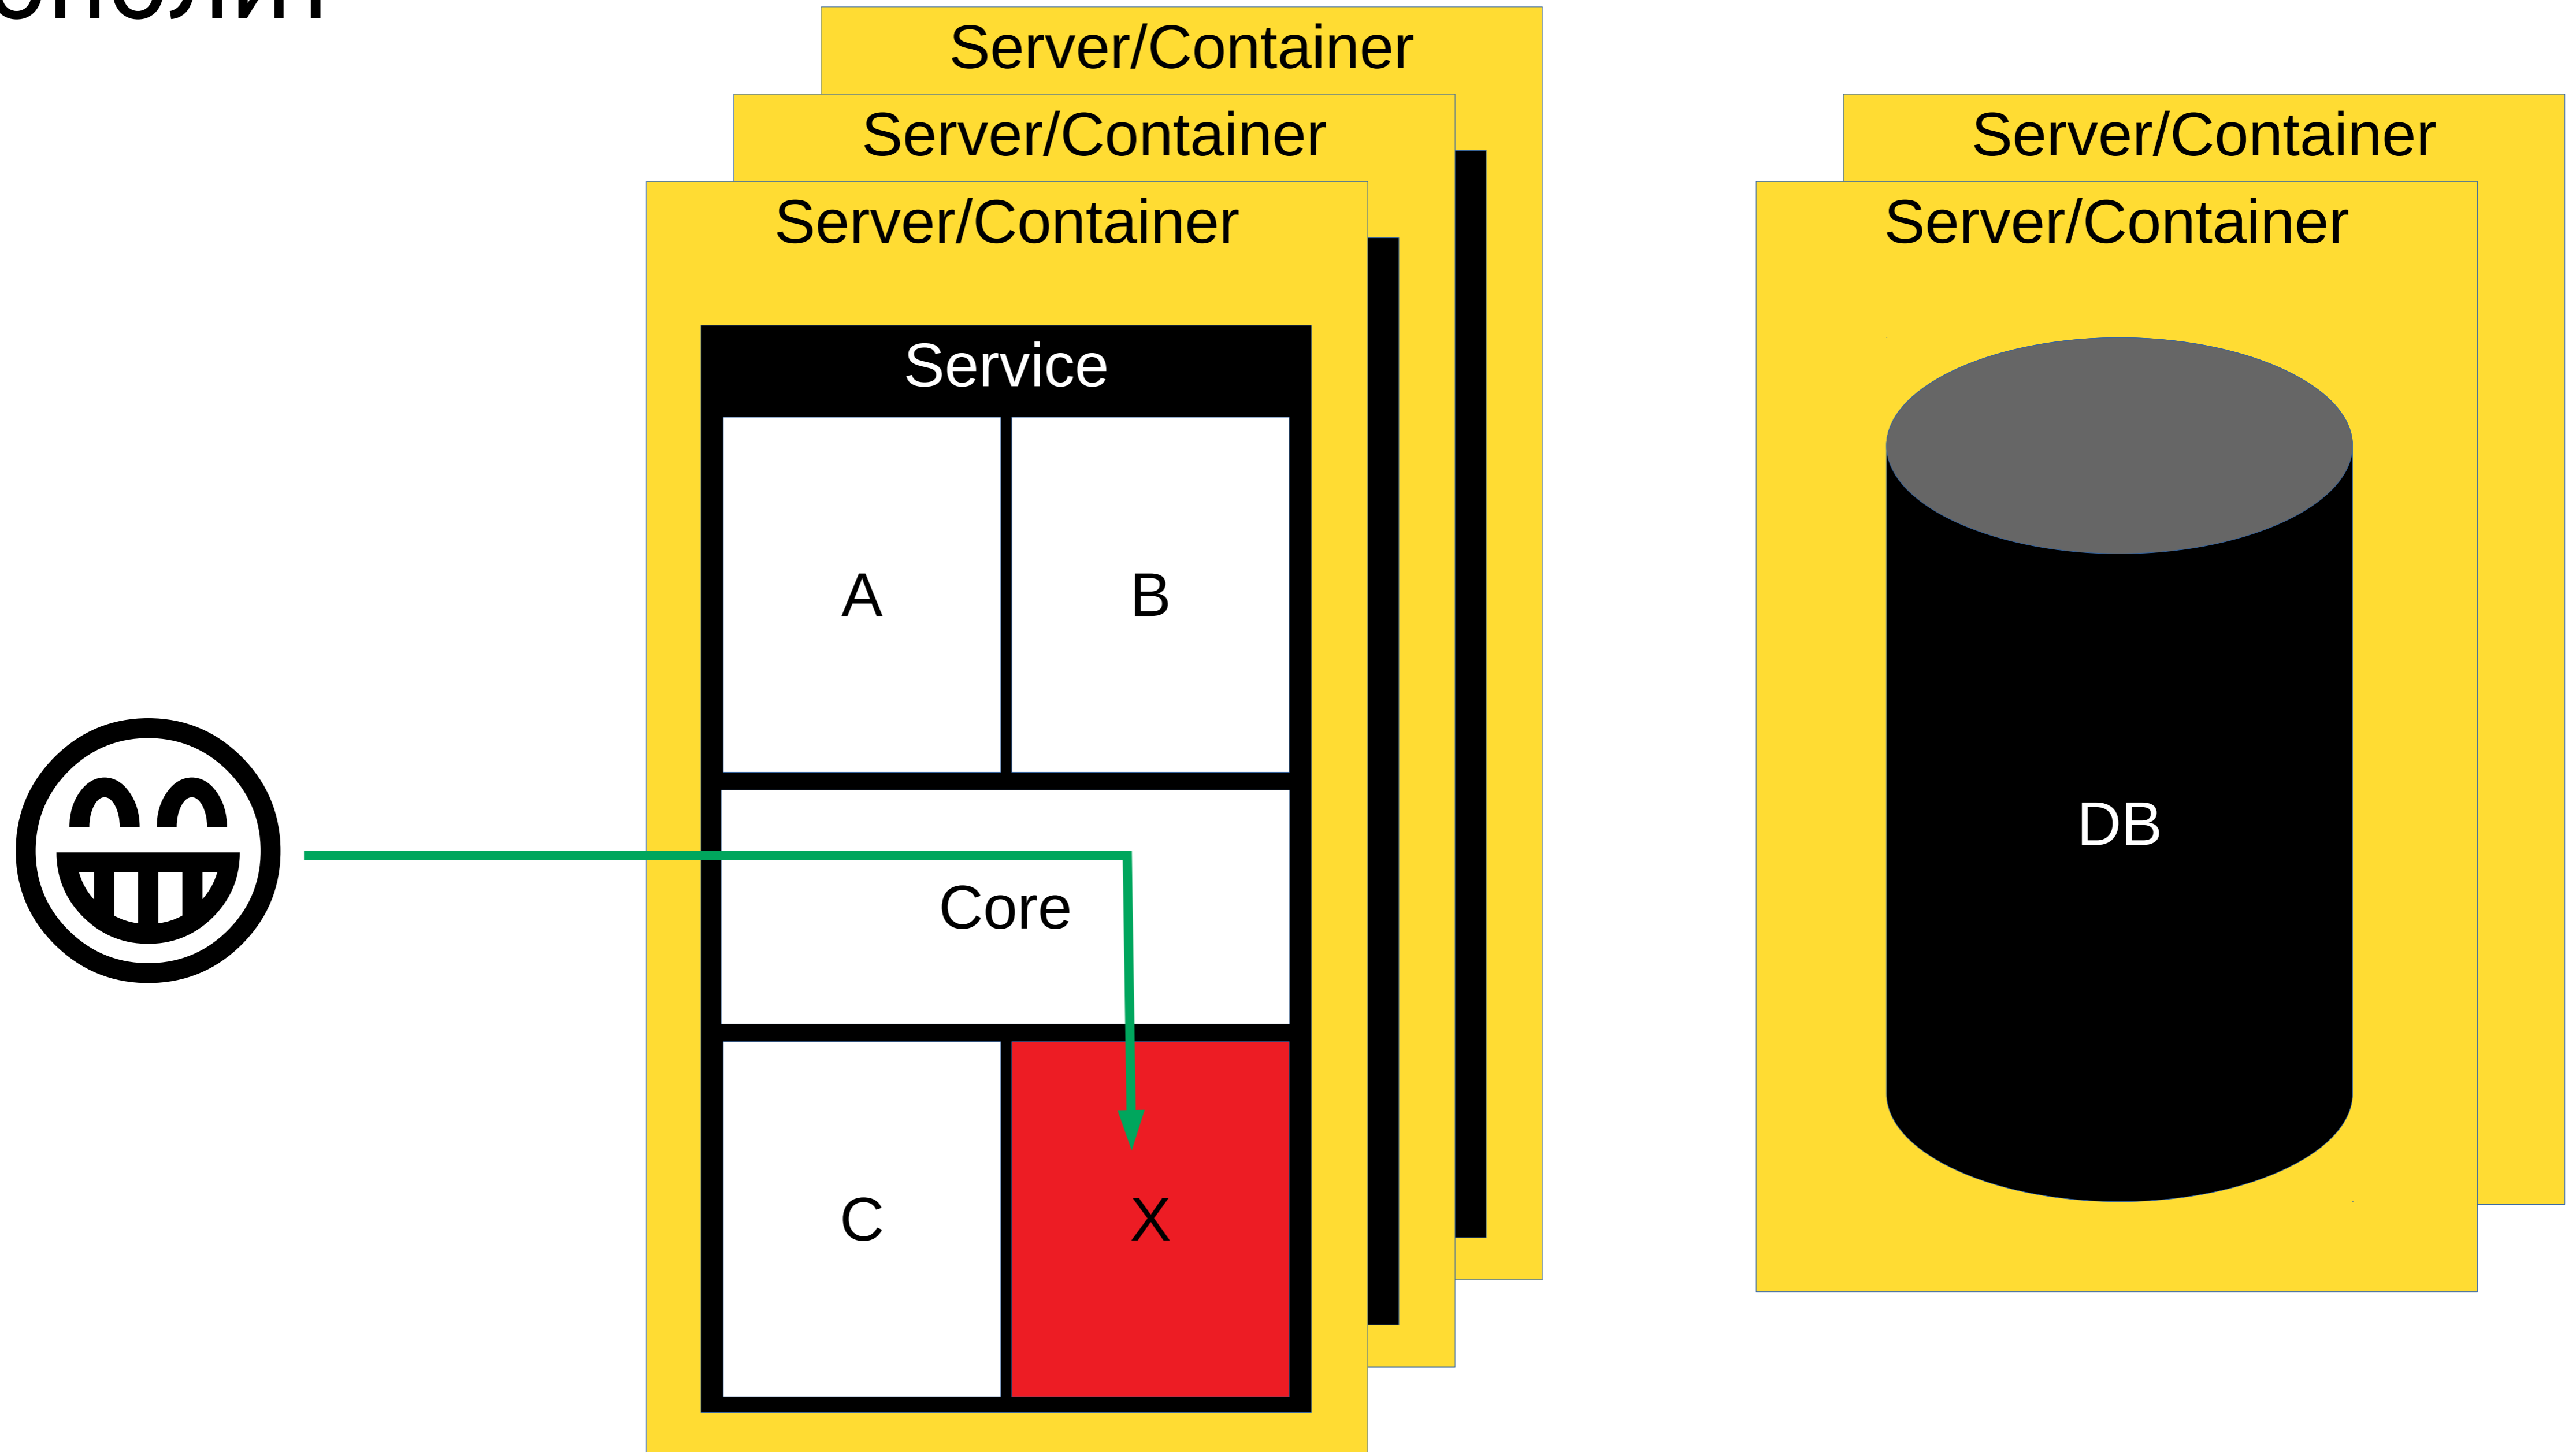 Server/Container
Server/Container
Server/Container
Service
A
B
Core
C
X
Server/Container
Server/Container
DB